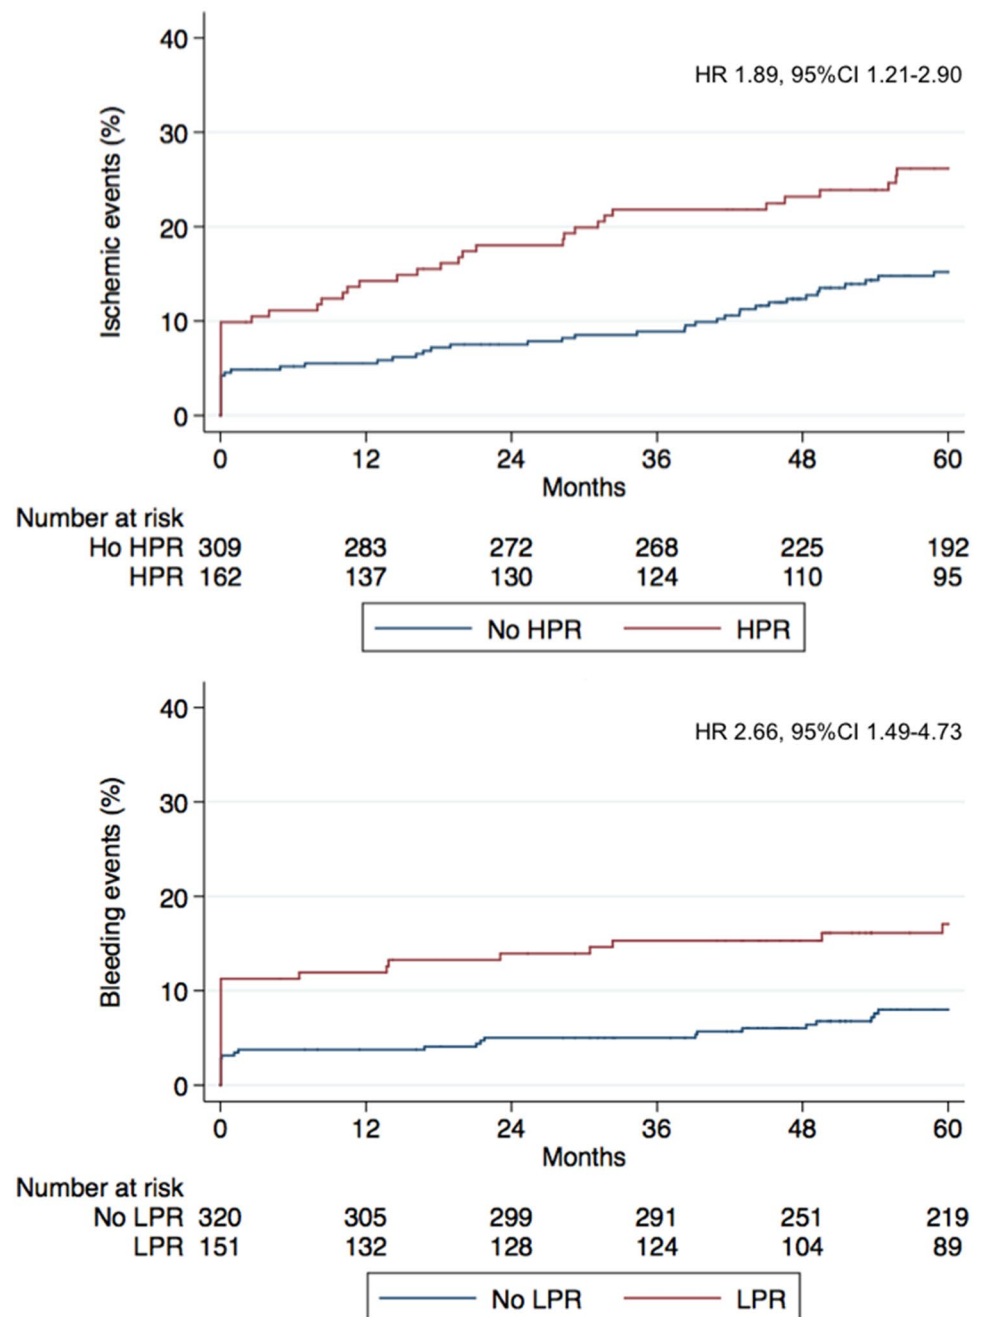 40
HR 1.89, 95%CI 1.21-2.90
30
20
10
0
Ischemic events (%)
0 12 24 36 48 60
Months
Number at risk
Ho HPR 309 283 272 268 225 192
HPR 162 137 130 124 110 95
No HPR HPR
40
HR 2.66, 95%CI 1.49-4.73
30
20
10
0
Bleeding events (%)
0 12 24 36 48 60
Months
Number at risk
No LPR 320 305 299 291 251 219
LPR 151 132 128 124 104 89
No LPR LPR